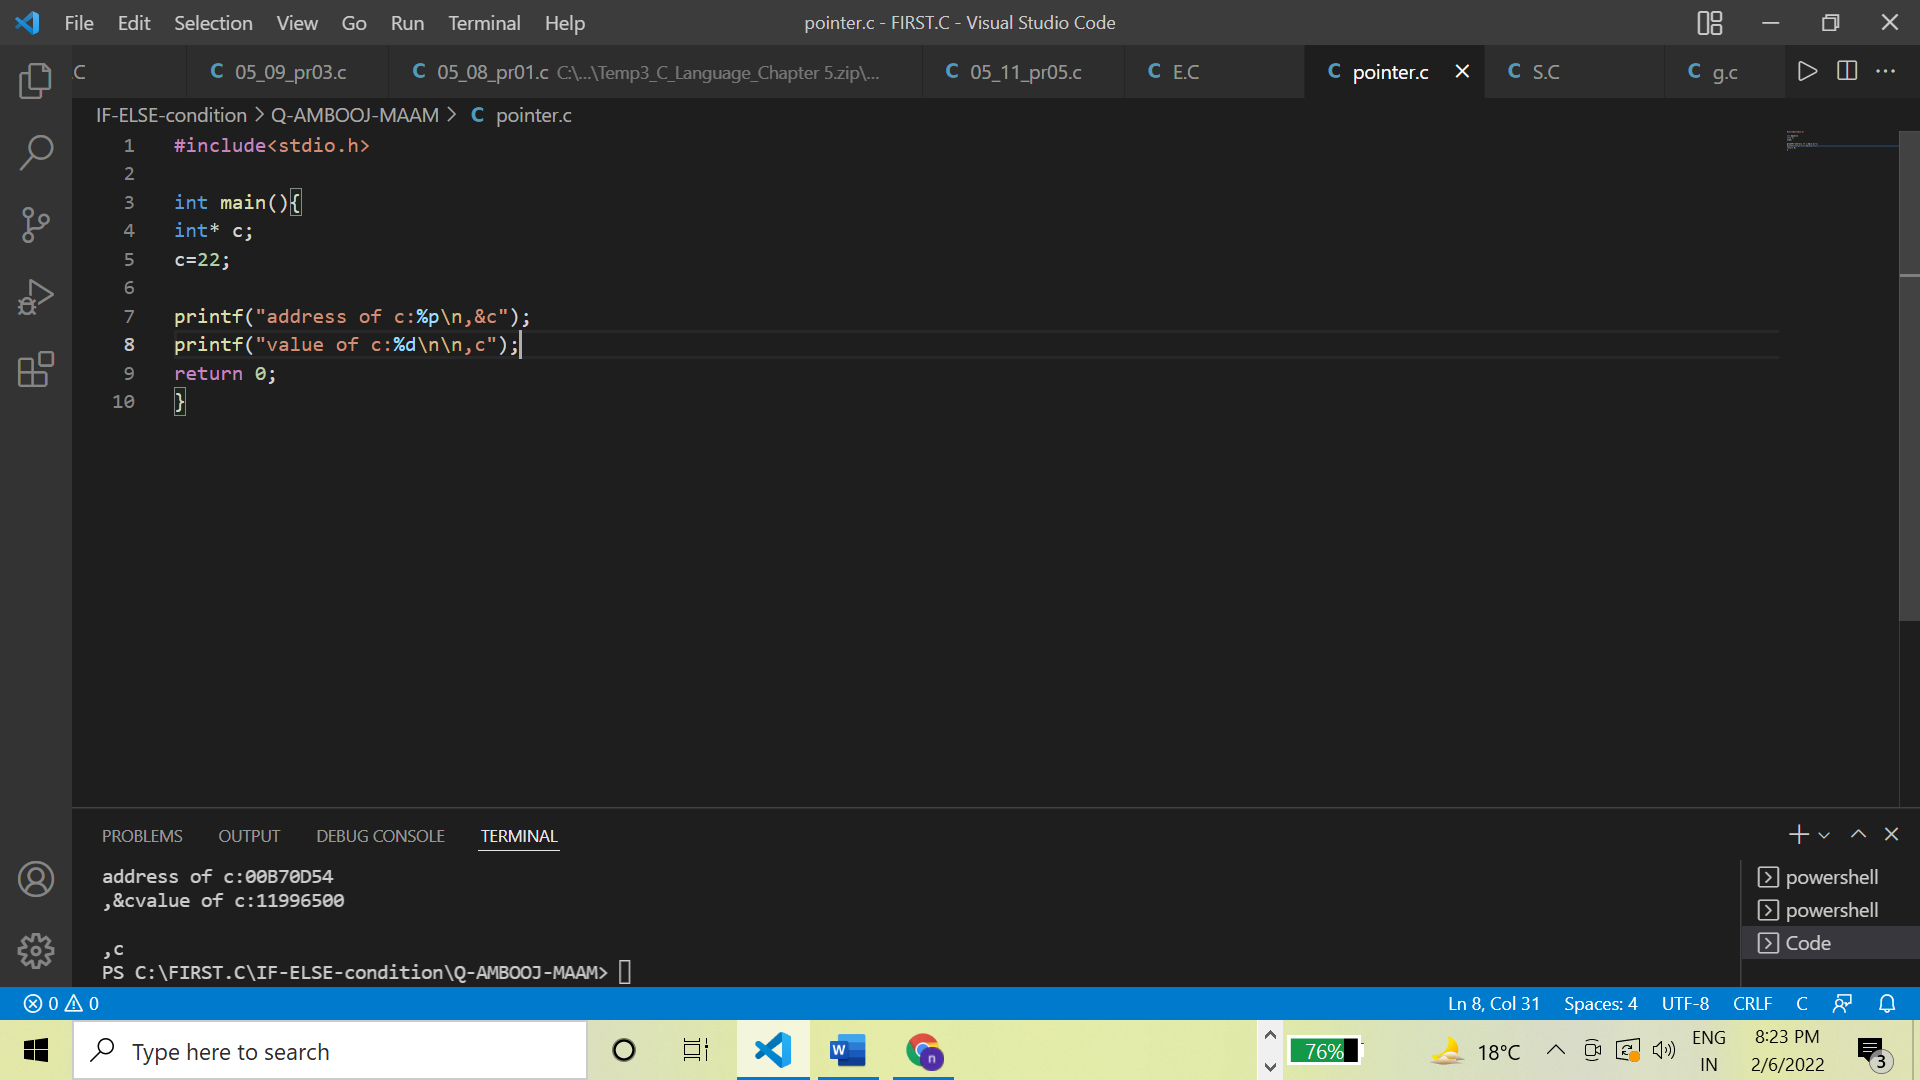 File Edit Selection View Go Run Terminal Help pointer.c - FIRST.C - Visual Studio Code
.C C 05_09_pr03.c C 05_08_pr01.c C:\...\Temp3_C_Language_Chapter 5.zip\... C 05_11_pr05.c C E.C C pointer.c C S.C C g.c
IF-ELSE-condition > Q-AMBOOJ-MAAM > C pointer.c
1 #include<stdio.h>
2
3 int main(){
4 int* c;
5 c=22;
6
7 printf("address of c:%p\n,&c");
8 printf("value of c:%d\n\n,c");
9 return 0;
10 }
PROBLEMS OUTPUT DEBUG CONSOLE TERMINAL
address of c:00B70D54
,&cvalue of c:11996500
,c
PS C:\FIRST.C\IF-ELSE-condition\Q-AMBOOJ-MAAM>
powershell
powershell
Code
0 0 Ln 8, Col 31 Spaces: 4 UTF-8 CRLF C
Type here to search W n 76% 18°C ENG IN 8:23 PM 2/6/2022 3